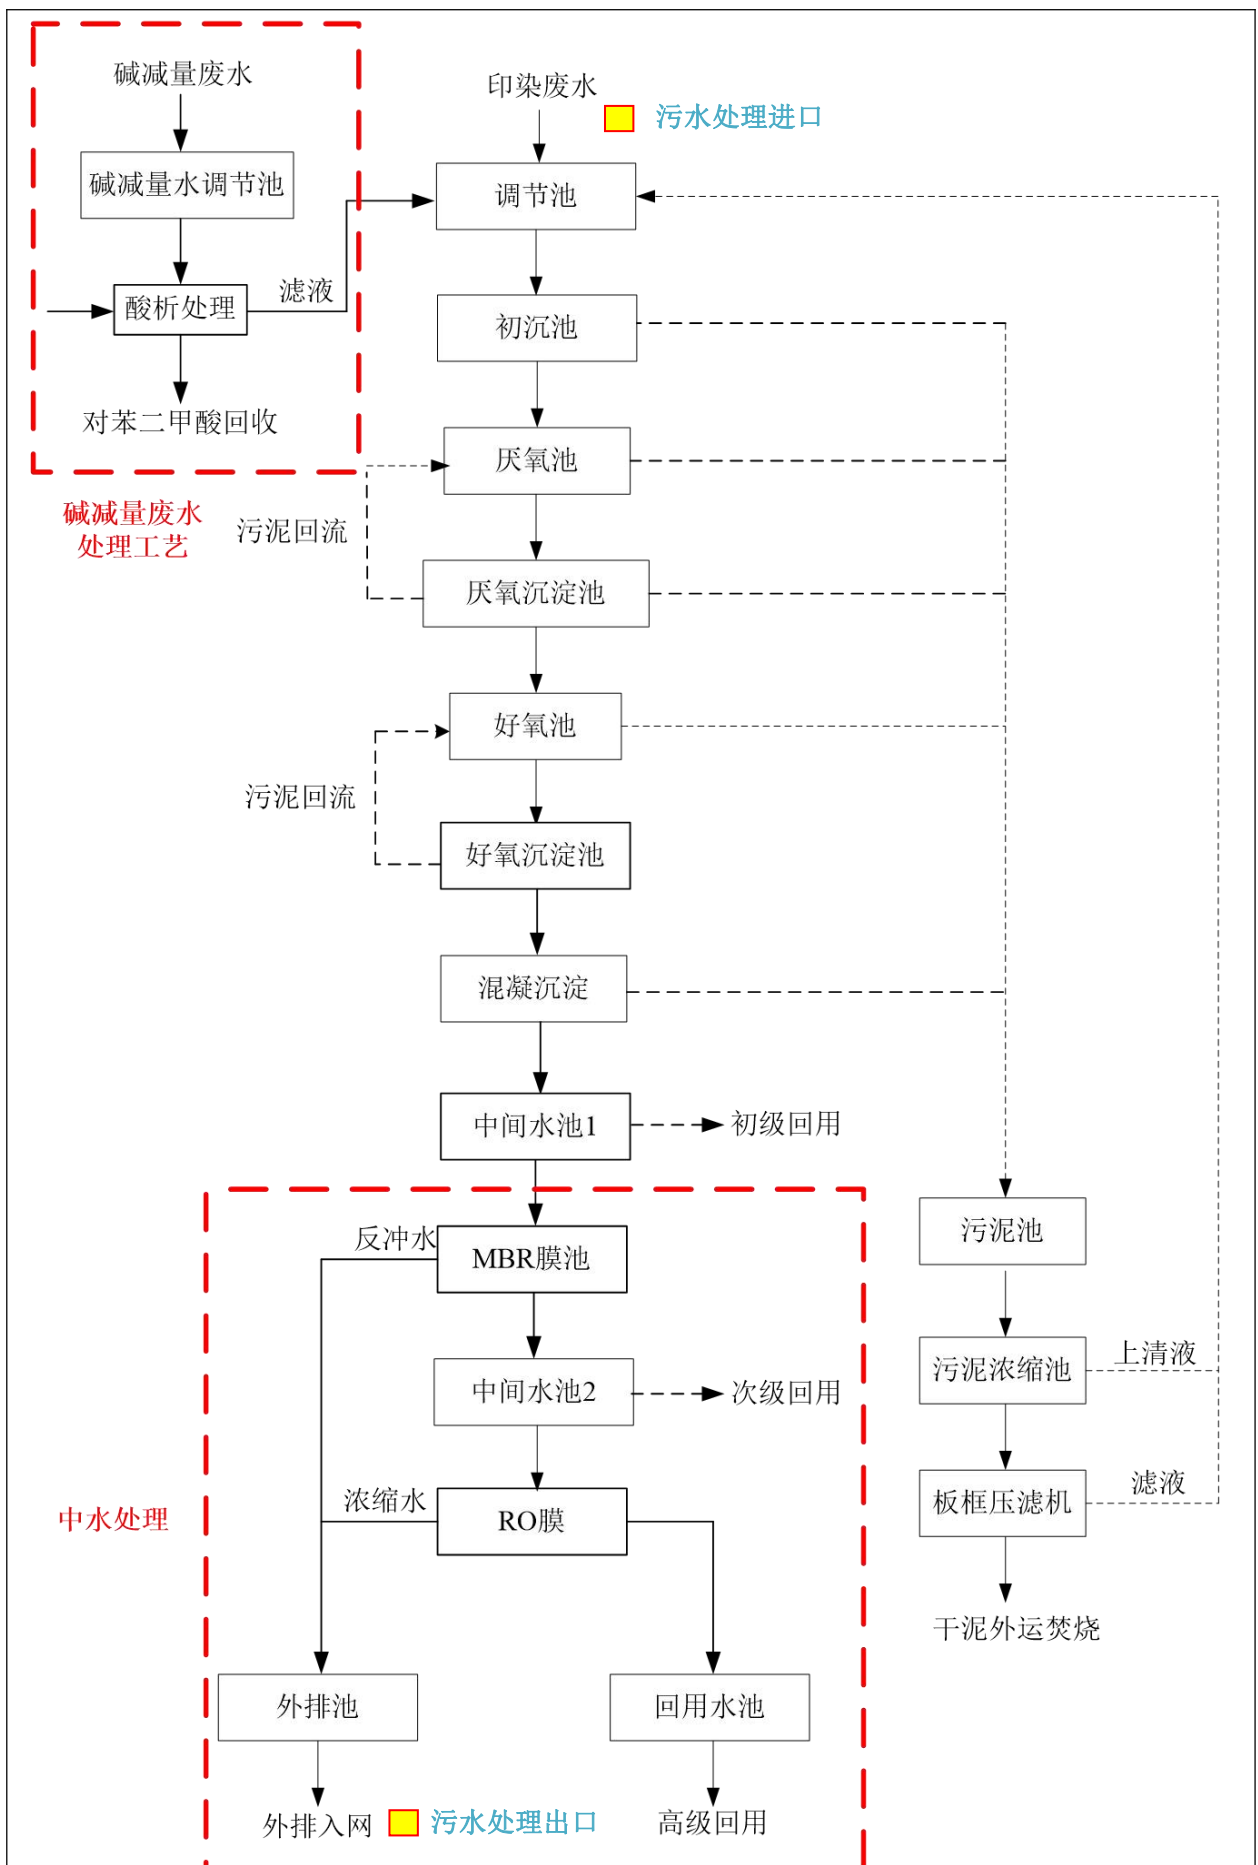 碱减量废水
印染废水
污水处理进口
碱减量水调节池
调节池
滤液
酸析处理
初沉池
对苯二甲酸回收
厌氧池
碱减量废水
处理工艺
污泥回流
厌氧沉淀池
好氧池
污泥回流
好氧沉淀池
混凝沉淀
中间水池1
初级回用
反冲水
MBR膜池
污泥池
上清液
污泥浓缩池
中间水池2
次级回用
浓缩水
滤液
中水处理
RO膜
板框压滤机
干泥外运焚烧
外排池
回用水池
外排入网
污水处理出口
高级回用